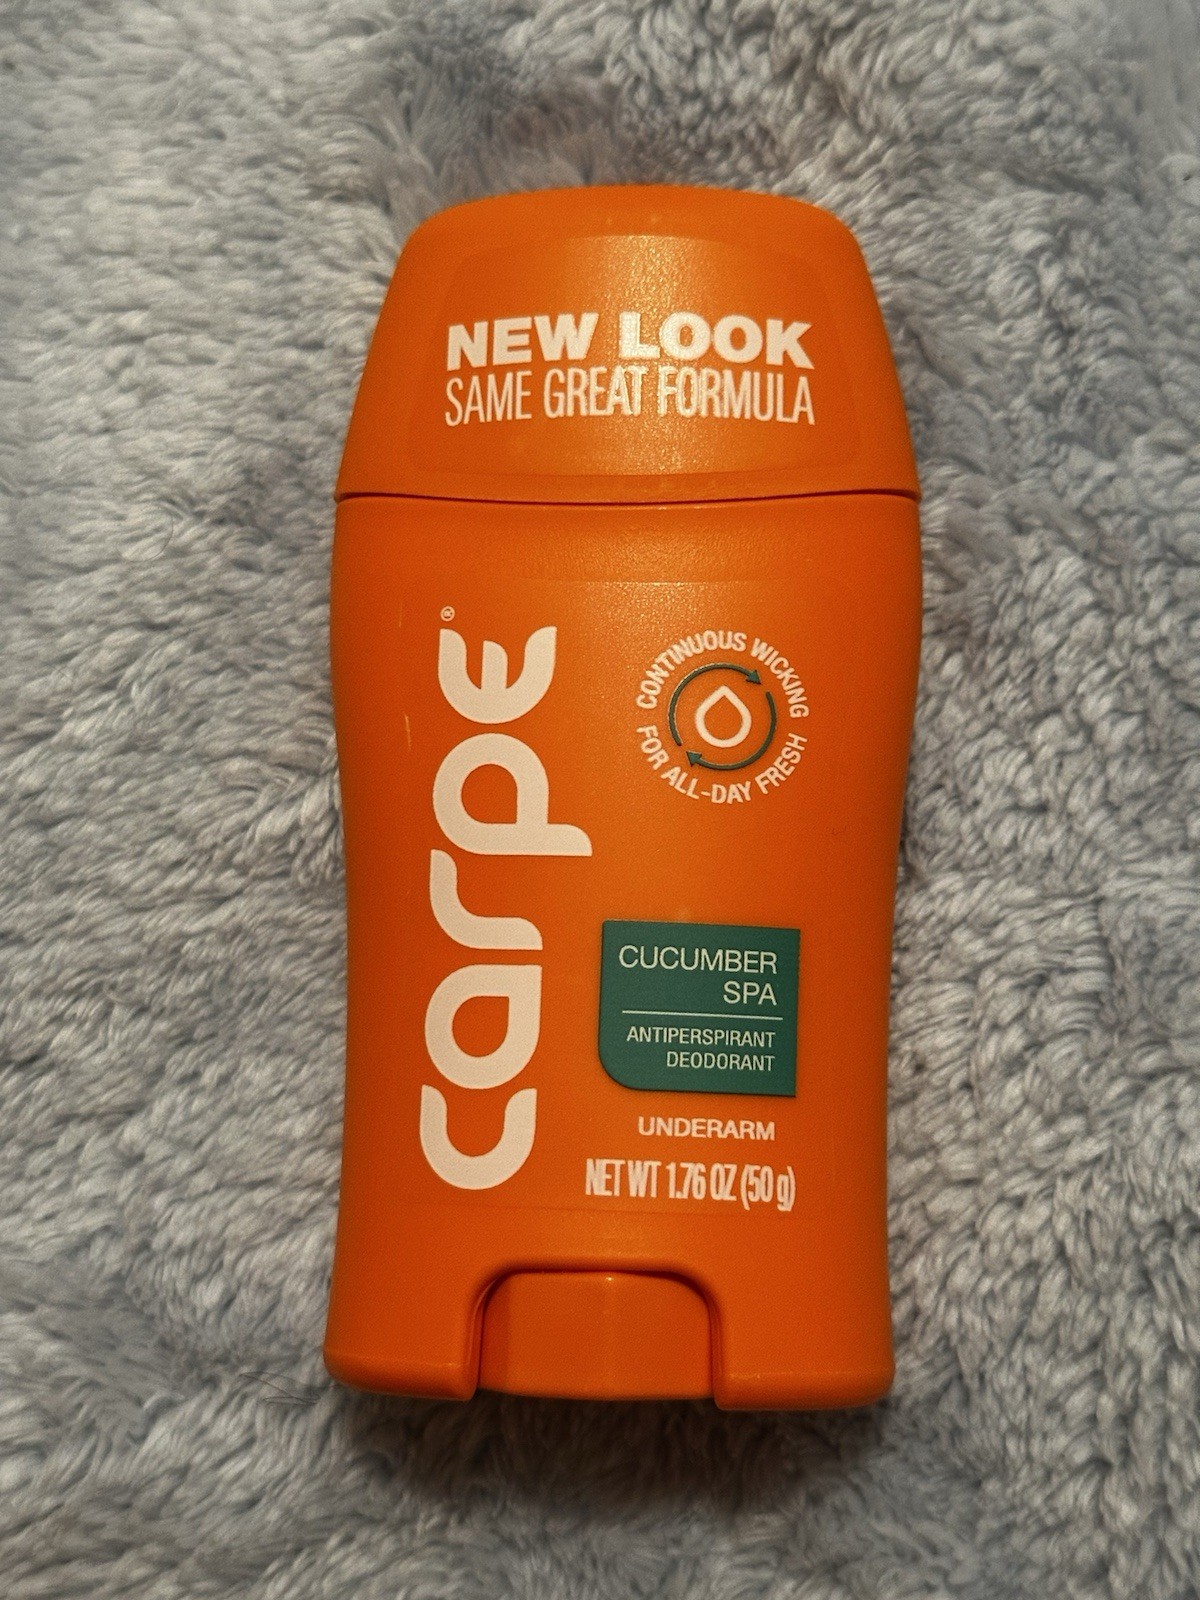 NEW LOOK
SAME GREAT FORMULA
carpe®
CONTINUOUS WICKING
FOR ALL-DAY FRESH
CUCUMBER
SPA
ANTIPERSPIRANT
DEODORANT
UNDERARM
NET WT 1.76 OZ (50 g)